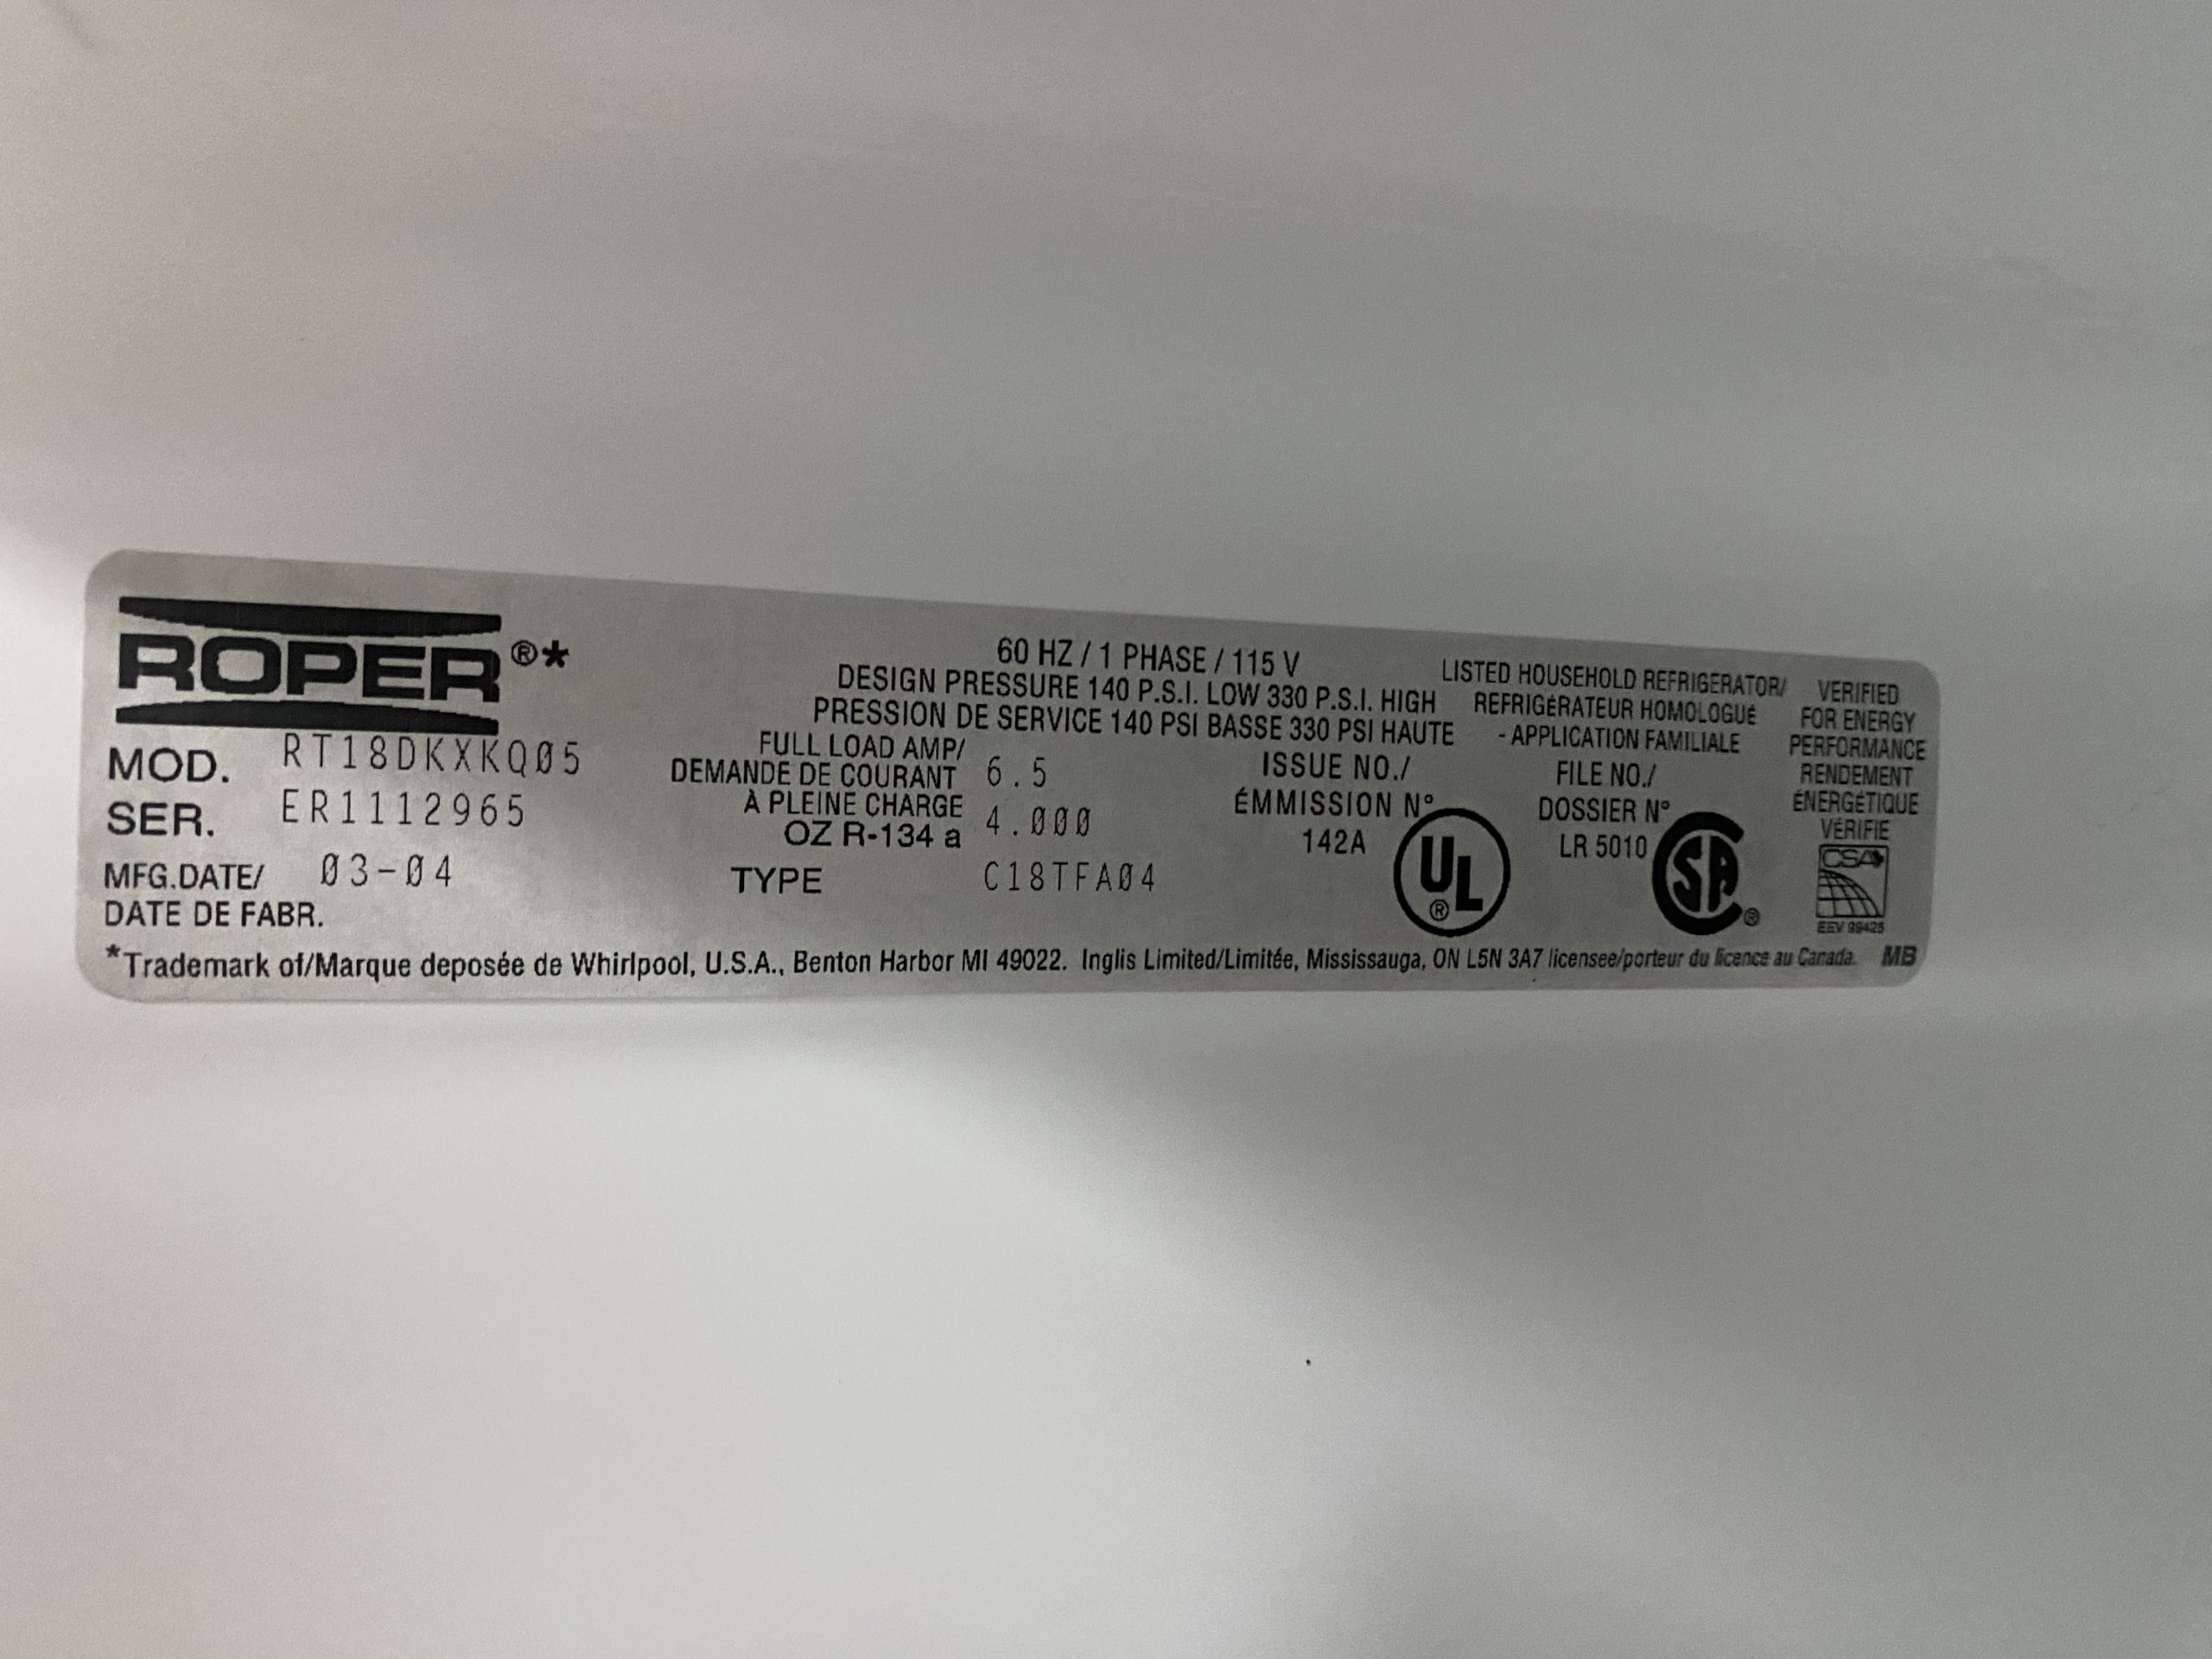 ROPER®*
MOD. RT18DKXKQ05
SER. ER1112965
MFG.DATE/ 03-04
DATE DE FABR.
60 HZ / 1 PHASE / 115 V
DESIGN PRESSURE 140 P.S.I. LOW 330 P.S.I. HIGH
PRESSION DE SERVICE 140 PSI BASSE 330 PSI HAUTE
FULL LOAD AMP/
DEMANDE DE COURANT 6.5
À PLEINE CHARGE
OZ R-134 a 4.000
TYPE C18TFA04
ISSUE NO./
ÉMMISSION N°
142A
UL®
LISTED HOUSEHOLD REFRIGERATOR/
REFRIGÉRATEUR HOMOLOGUÉ
- APPLICATION FAMILIALE
FILE NO./
DOSSIER N°
LR 5010
SA®
VERIFIED
FOR ENERGY
PERFORMANCE
RENDEMENT
ÉNERGÉTIQUE
VÉRIFIÉ
CSA
EEV 99425
*Trademark of/Marque deposée de Whirlpool, U.S.A., Benton Harbor MI 49022. Inglis Limited/Limitée, Mississauga, ON L5N 3A7 licensee/porteur du licence au Canada. MB